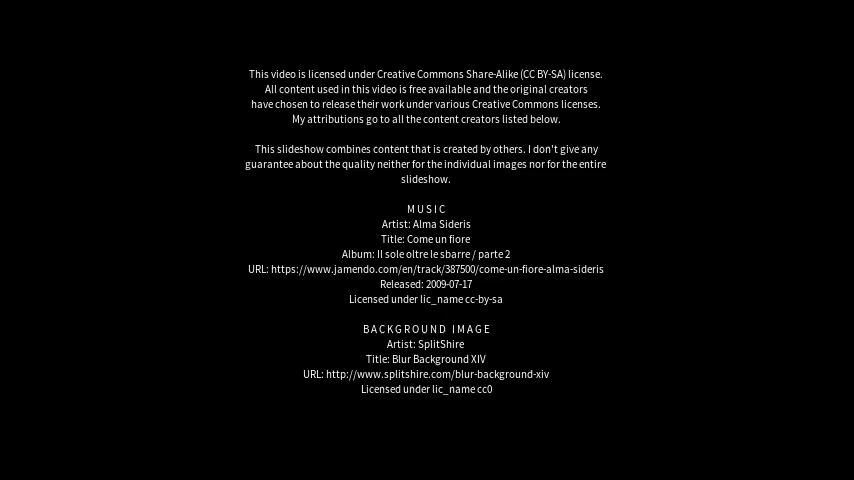 This video is licensed under Creative Commons Share-Alike (CC BY-SA) license.
All content used in this video is free available and the original creators
have chosen to release their work under various Creative Commons licenses.
My attributions go to all the content creators listed below.
This slideshow combines content that is created by others. I don't give any
guarantee about the quality neither for the individual images nor for the entire
slideshow.
MUSIC
Artist: Alma Sideris
Title: Come un fiore
Album: Il sole oltre le sbarre / parte 2
URL: https://www.jamendo.com/en/track/387500/come-un-fiore-alma-sideris
Released: 2009-07-17
Licensed under lic_name cc-by-sa
BACKGROUND IMAGE
Artist: SplitShire
Title: Blur Background XIV
URL: http://www.splitshire.com/blur-background-xiv
Licensed under lic_name cc0